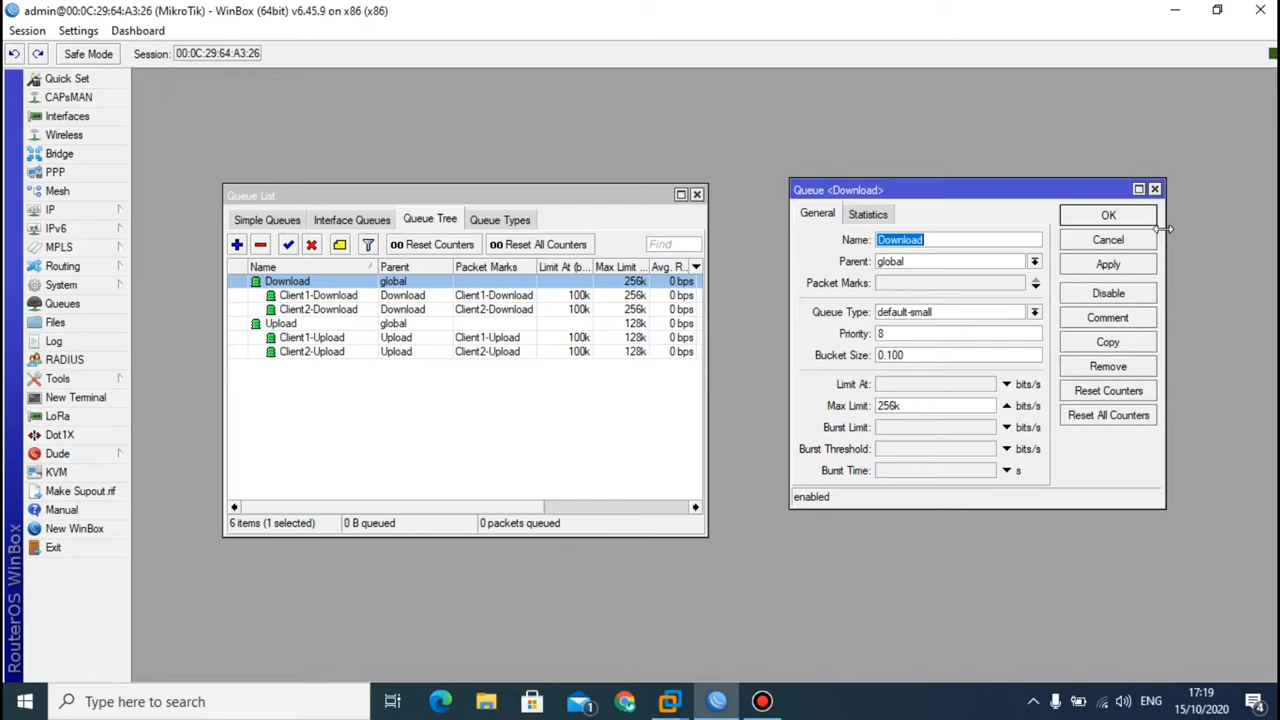 admin@00:0C:29:64:A3:26 (MikroTik) - WinBox (64bit) v6.45.9 on x86 (x86)
Session Settings Dashboard
Safe Mode Session: 00:0C:29:64:A3:26
Quick Set
CAPsMAN
Interfaces
Wireless
Bridge
PPP
Mesh
IP
IPv6
MPLS
Routing
System
Queues
Files
Log
RADIUS
Tools
New Terminal
LoRa
Dot1X
Dude
KVM
Make Supout.rif
Manual
New WinBox
Exit
RouterOS WinBox
Queue List
Simple Queues Interface Queues Queue Tree Queue Types
00 Reset Counters 00 Reset All Counters Find
Name Parent Packet Marks Limit At (b... Max Limit ... Avg. R...
Download global 256k 0 bps
Client1-Download Download Client1-Download 100k 256k 0 bps
Client2-Download Download Client2-Download 100k 256k 0 bps
Upload global 128k 0 bps
Client1-Upload Upload Client1-Upload 100k 128k 0 bps
Client2-Upload Upload Client2-Upload 100k 128k 0 bps
6 items (1 selected) 0 B queued 0 packets queued
Queue <Download>
General Statistics
Name: Download
Parent: global
Packet Marks:
Queue Type: default-small
Priority: 8
Bucket Size: 0.100
Limit At: bits/s
Max Limit: 256k bits/s
Burst Limit: bits/s
Burst Threshold: bits/s
Burst Time: s
enabled
OK
Cancel
Apply
Disable
Comment
Copy
Remove
Reset Counters
Reset All Counters
Type here to search
1
ENG
17:19
15/10/2020
4